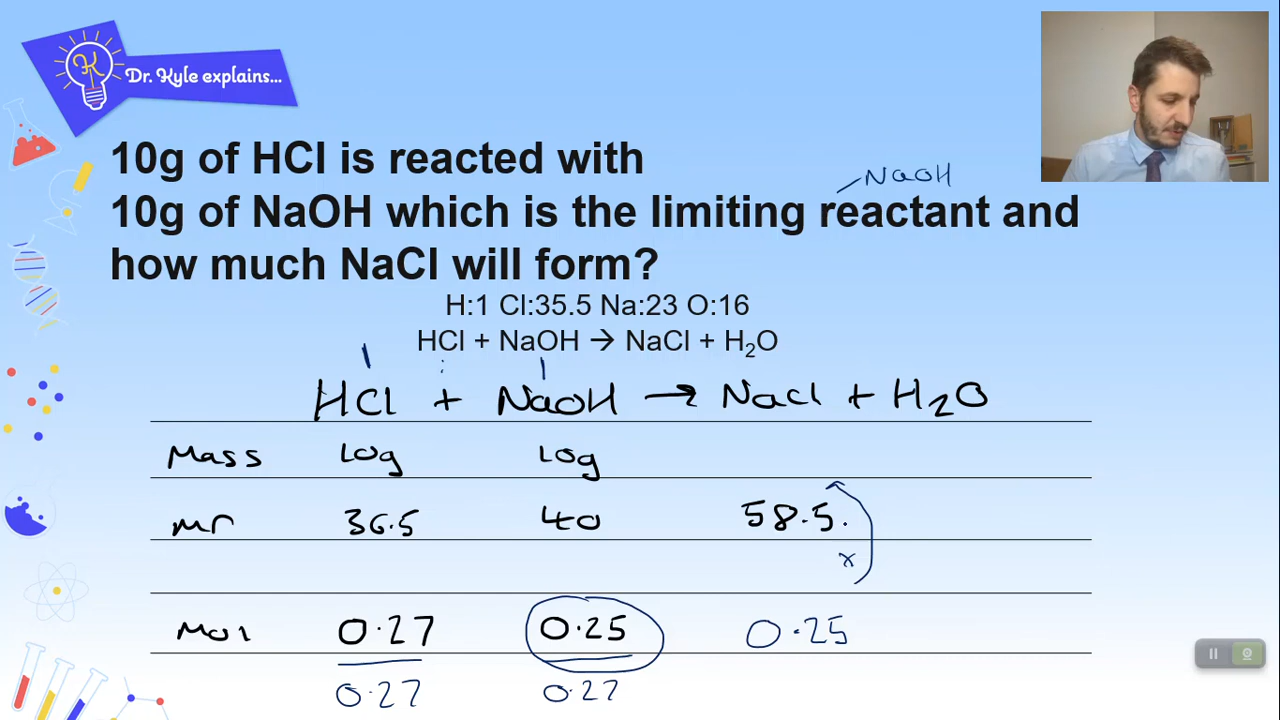 K
Dr. Kyle explains...
10g of HCl is reacted with
NaOH
10g of NaOH which is the limiting reactant and
how much NaCl will form?
H:1 Cl:35.5 Na:23 O:16
HCl + NaOH → NaCl + H₂O
1 1
HCl + NaOH → NaCl + H₂O
Mass 10g 10g
Mr 36.5 40 58.5.
x
Mol 0.27 0.25 0.25
0.27 0.27